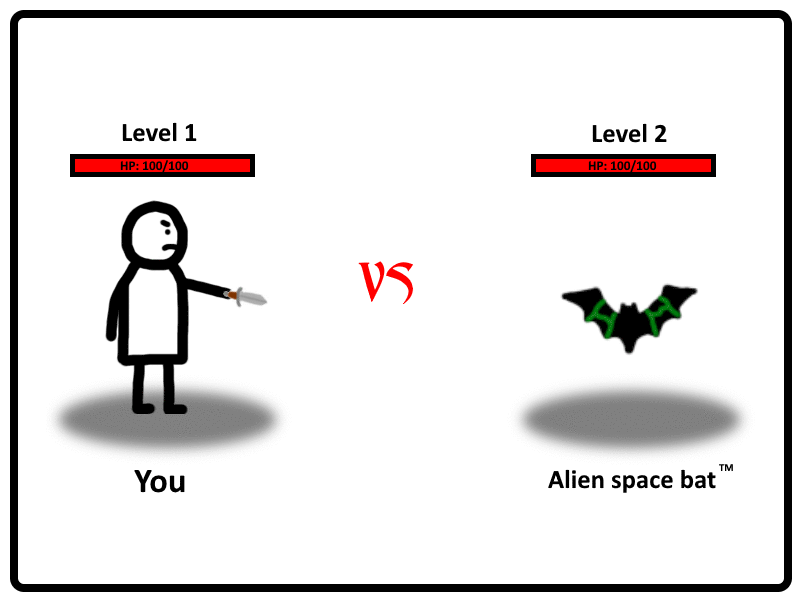 Level 1
HP: 100/100
Level 2
HP: 100/100
VS
You
Alien space bat™